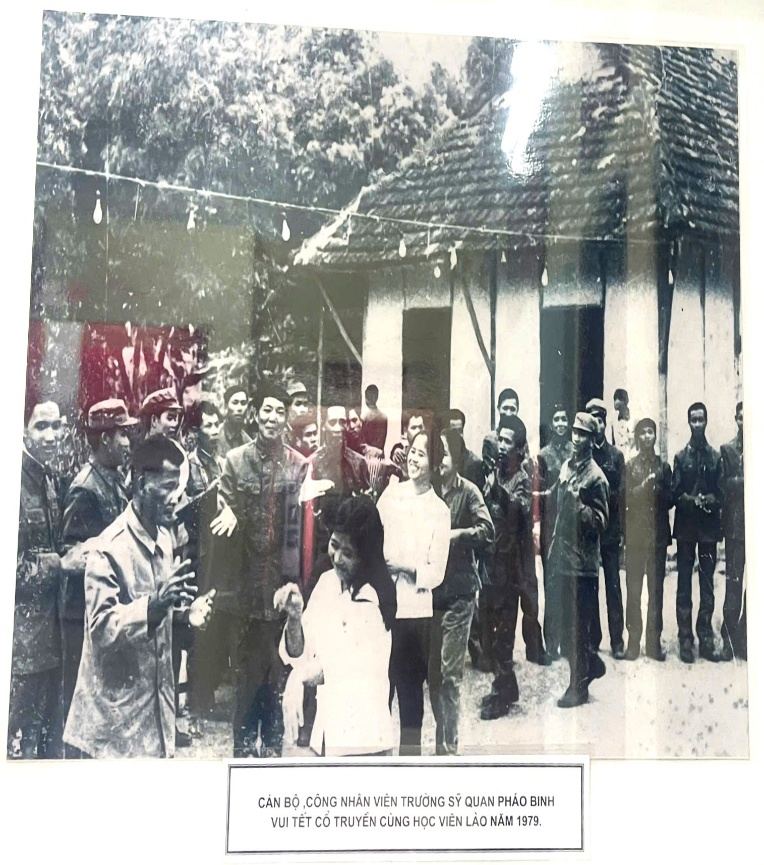 CÁN BỘ ,CÔNG NHÂN VIÊN TRƯỜNG SỸ QUAN PHÁO BINH
VUI TẾT CỔ TRUYỀN CÙNG HỌC VIÊN LÀO NĂM 1979.